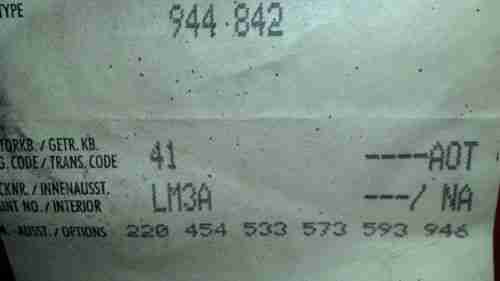 TYPE 944 842
TORKB. / GETR. KB. 41 ----AOT
G. CODE / TRANS. CODE
CKNR. / INNENAUSST. LM3A ---/ NA
INT NO. / INTERIOR
. AUSST. / OPTIONS 220 454 533 573 593 946